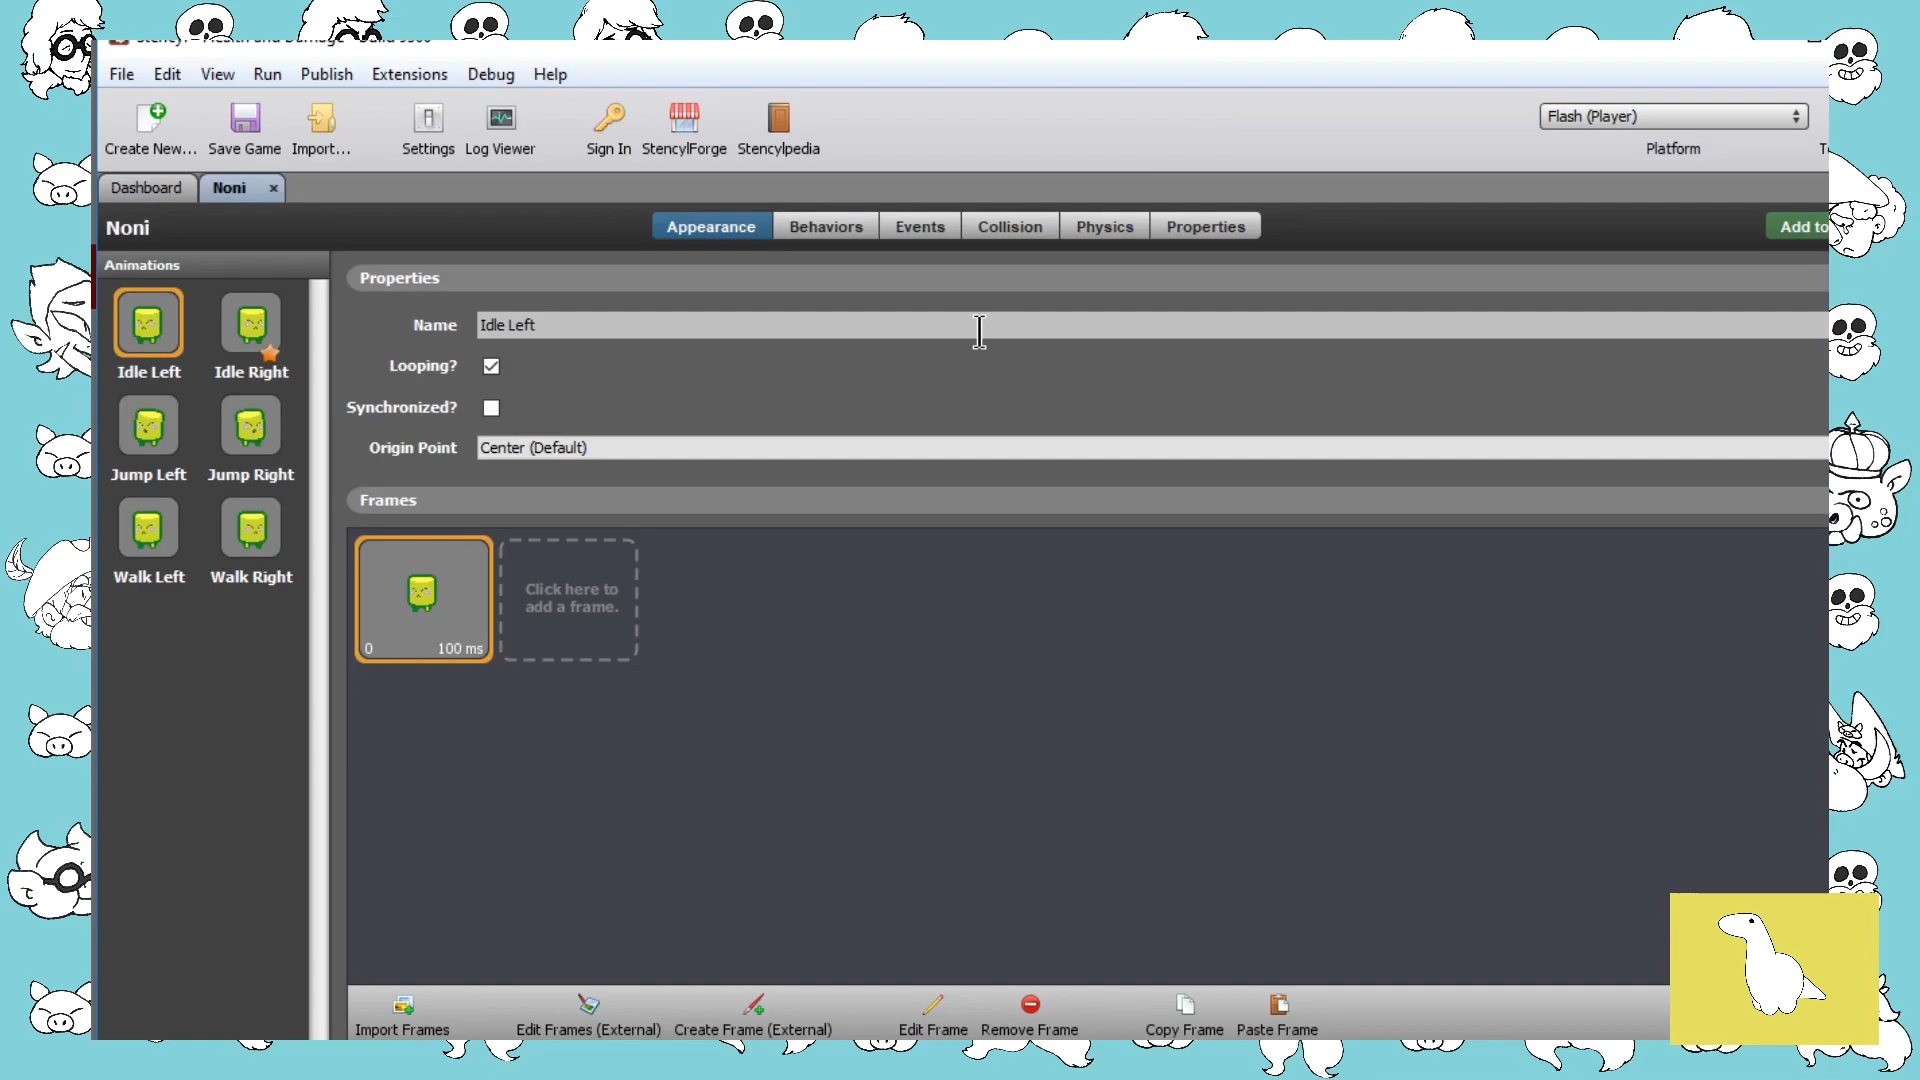 File Edit View Run Publish Extensions Debug Help
Create New... Save Game Import... Settings Log Viewer Sign In StencylForge Stencylpedia
Flash (Player)
Platform
Dashboard Noni ×
Noni
Appearance Behaviors Events Collision Physics Properties
Add to
Animations
Idle Left Idle Right
Jump Left Jump Right
Walk Left Walk Right
Properties
Name Idle Left
Looping?
Synchronized?
Origin Point Center (Default)
Frames
0 100 ms
Click here to
add a frame.
Import Frames Edit Frames (External) Create Frame (External) Edit Frame Remove Frame Copy Frame Paste Frame